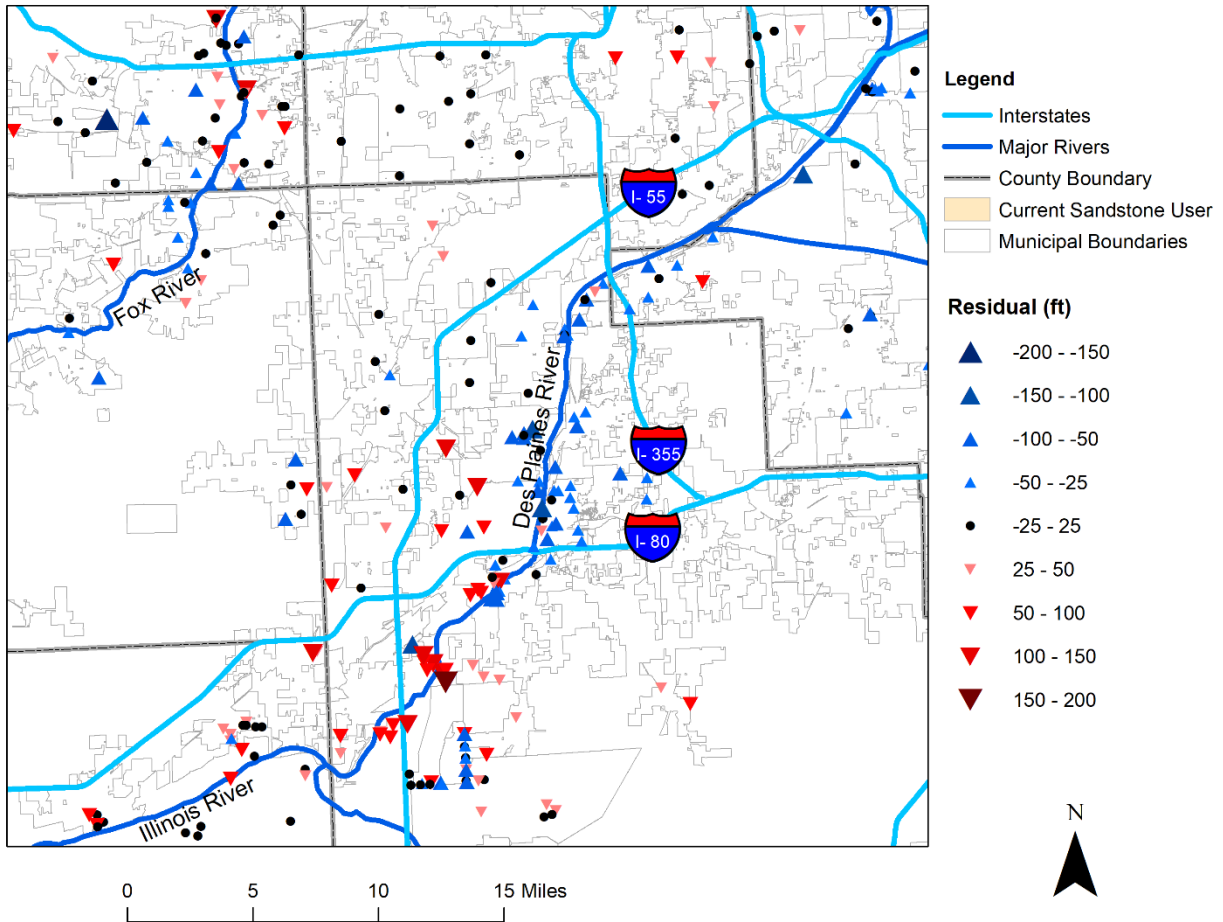 Fox River
Des Plaines River
Illinois River
I- 55
I- 355
I- 80
Legend
Interstates
Major Rivers
County Boundary
Current Sandstone User
Municipal Boundaries
Residual (ft)
-200 - -150
-150 - -100
-100 - -50
-50 - -25
-25 - 25
25 - 50
50 - 100
100 - 150
150 - 200
N
0 5 10 15 Miles